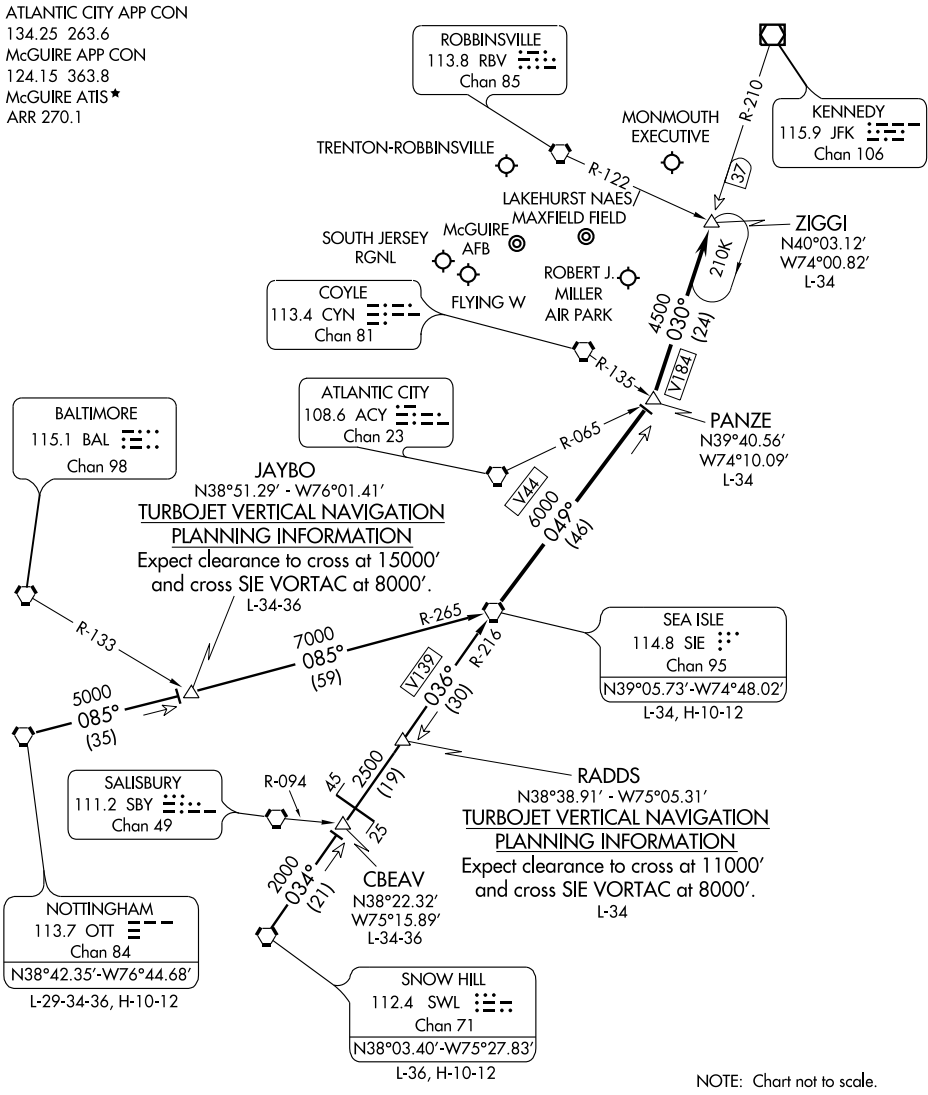 ATLANTIC CITY APP CON
134.25 263.6
McGUIRE APP CON
124.15 363.8
McGUIRE ATIS★
ARR 270.1
ROBBINSVILLE
113.8 RBV
Chan 85
R-210
KENNEDY
115.9 JFK
Chan 106
MONMOUTH
EXECUTIVE
TRENTON-ROBBINSVILLE
R-122
37
LAKEHURST NAES/
MAXFIELD FIELD
ZIGGI
N40°03.12'
W74°00.82'
L-34
210K
McGUIRE
AFB
SOUTH JERSEY
RGNL
FLYING W
ROBERT J.
MILLER
AIR PARK
COYLE
113.4 CYN
Chan 81
4500
030°
(24)
V184
R-135
ATLANTIC CITY
108.6 ACY
Chan 23
R-065
PANZE
N39°40.56'
W74°10.09'
L-34
BALTIMORE
115.1 BAL
Chan 98
V44
6000
049°
(46)
JAYBO
N38°51.29' - W76°01.41'
TURBOJET VERTICAL NAVIGATION
PLANNING INFORMATION
Expect clearance to cross at 15000'
and cross SIE VORTAC at 8000'.
L-34-36
R-133
R-265
7000
085°
(59)
SEA ISLE
114.8 SIE
Chan 95
N39°05.73'-W74°48.02'
L-34, H-10-12
R-216
V139
036°
(30)
5000
085°
(35)
2500
(19)
RADDS
N38°38.91' - W75°05.31'
TURBOJET VERTICAL NAVIGATION
PLANNING INFORMATION
Expect clearance to cross at 11000'
and cross SIE VORTAC at 8000'.
L-34
SALISBURY
111.2 SBY
Chan 49
R-094
45
25
CBEAV
N38°22.32'
W75°15.89'
L-34-36
2000
034°
(21)
NOTTINGHAM
113.7 OTT
Chan 84
N38°42.35'-W76°44.68'
L-29-34-36, H-10-12
SNOW HILL
112.4 SWL
Chan 71
N38°03.40'-W75°27.83'
L-36, H-10-12
NOTE: Chart not to scale.